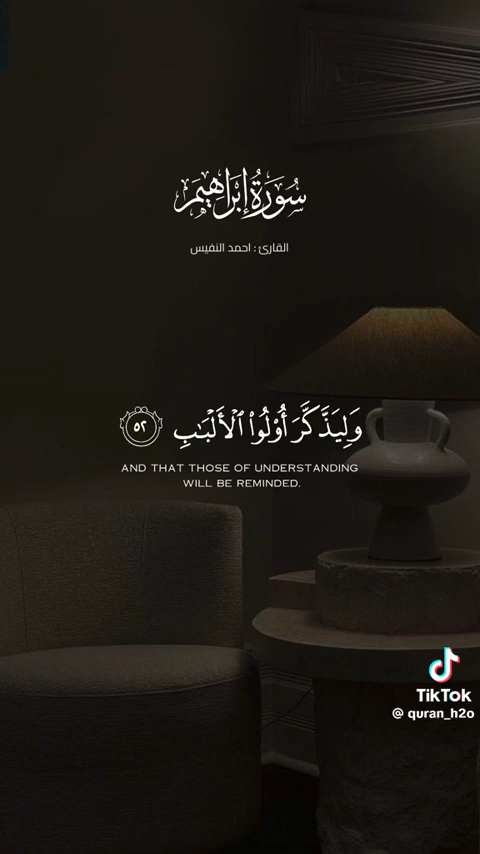 سُورَةُ إِبْرَاهِيمَ
القارئ : احمد النفيس
وَلِيَذَّكَّرَ أُو۟لُوا۟ ٱلْأَلْبَٰبِ ٥٢
AND THAT THOSE OF UNDERSTANDING
WILL BE REMINDED.
TikTok
@ quran_h2o